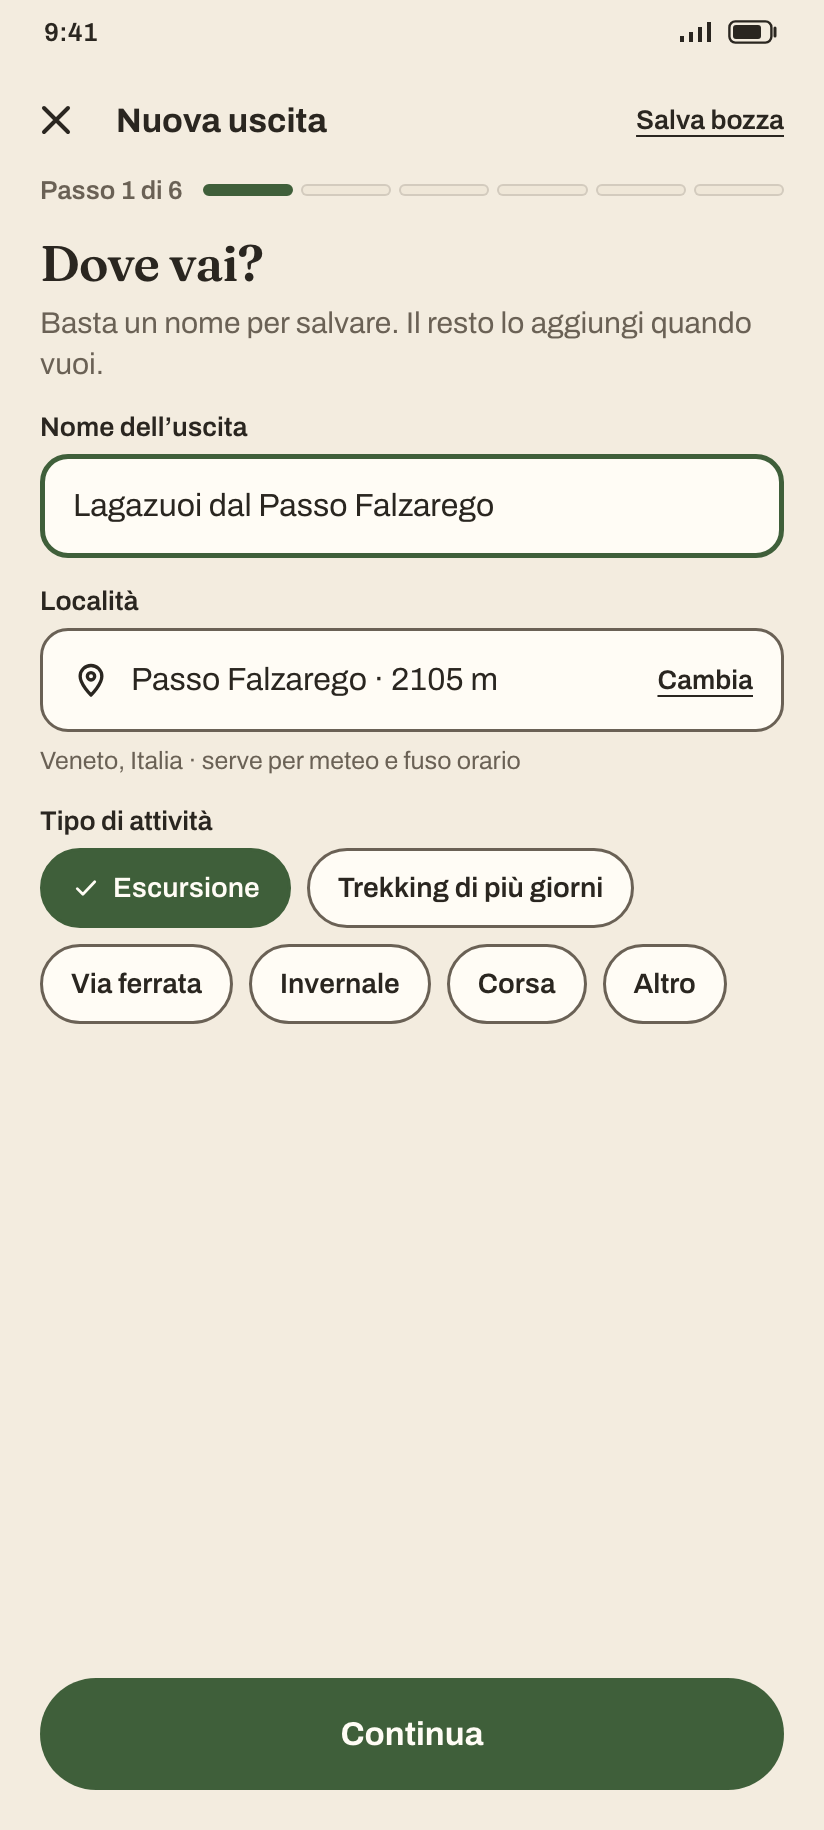 9:41
Nuova uscita
Salva bozza
Passo 1 di 6
Dove vai?
Basta un nome per salvare. Il resto lo aggiungi quando
vuoi.
Nome dell’uscita
Lagazuoi dal Passo Falzarego
Località
Passo Falzarego · 2105 m
Cambia
Veneto, Italia · serve per meteo e fuso orario
Tipo di attività
Escursione
Trekking di più giorni
Via ferrata
Invernale
Corsa
Altro
Continua